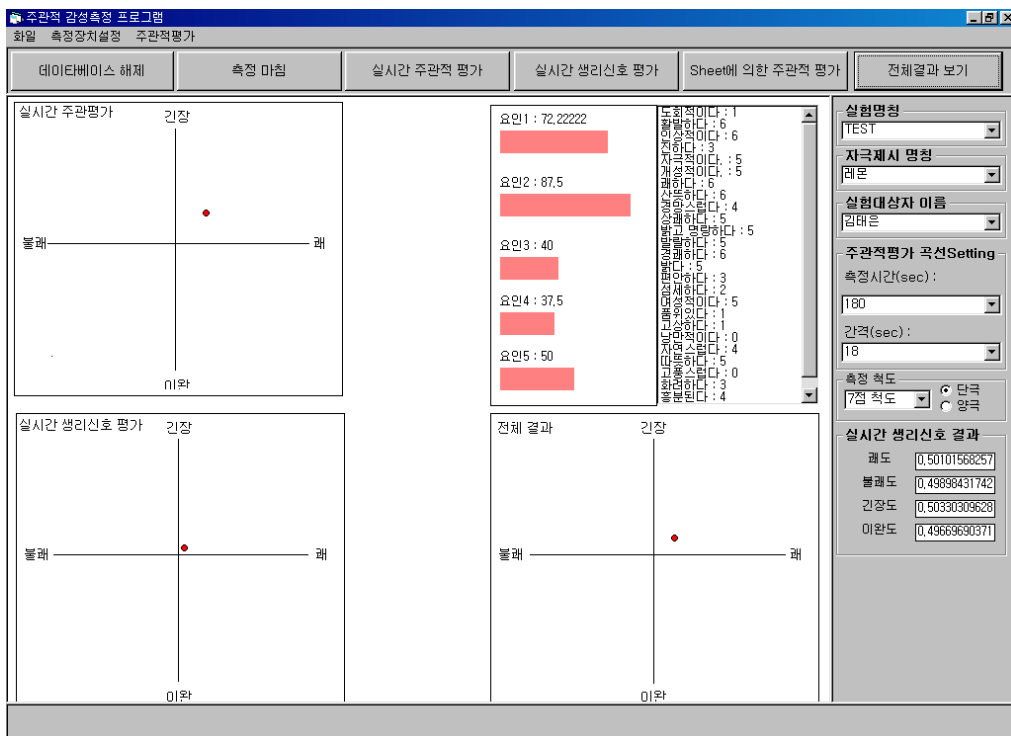 주관적 감성측정 프로그램
화일 측정장치설정 주관적평가
데이타베이스 해제
측정 마침
실시간 주관적 평가
실시간 생리신호 평가
Sheet에 의한 주관적 평가
전체결과 보기
실시간 주관평가
긴장
불쾌
쾌
이완
요인1 : 72,22222
요인2 : 87,5
요인3 : 40
요인4 : 37,5
요인5 : 50
도회적이다 : 1
활발하다 : 6
인상적이다 : 6
진하다 : 3
자극적이다. : 5
개성적이다. : 5
쾌하다 : 6
산뜻하다 : 6
경망스럽다 : 4
상쾌하다 : 5
밝고 명랑하다 : 5
발랄하다 : 5
경쾌하다 : 6
밝다 : 5
편안하다 : 3
섬세하다 : 2
여성적이다 : 5
품위있다 : 1
고상하다 : 1
낭만적이다 : 0
자연스럽다 : 4
따뜻하다 : 5
고풍스럽다 : 0
화려하다 : 3
흥분된다 : 4
실시간 생리신호 평가
긴장
불쾌
쾌
이완
전체 결과
긴장
불쾌
쾌
이완
실험명칭
TEST
자극제시 명칭
레몬
실험대상자 이름
김태은
주관적평가 곡선Setting
측정시간(sec) :
180
간격(sec) :
18
측정 척도
7점 척도
단극
양극
실시간 생리신호 결과
쾌도 0,50101568257
불쾌도 0,49898431742
긴장도 0,50330309628
이완도 0,49669690371